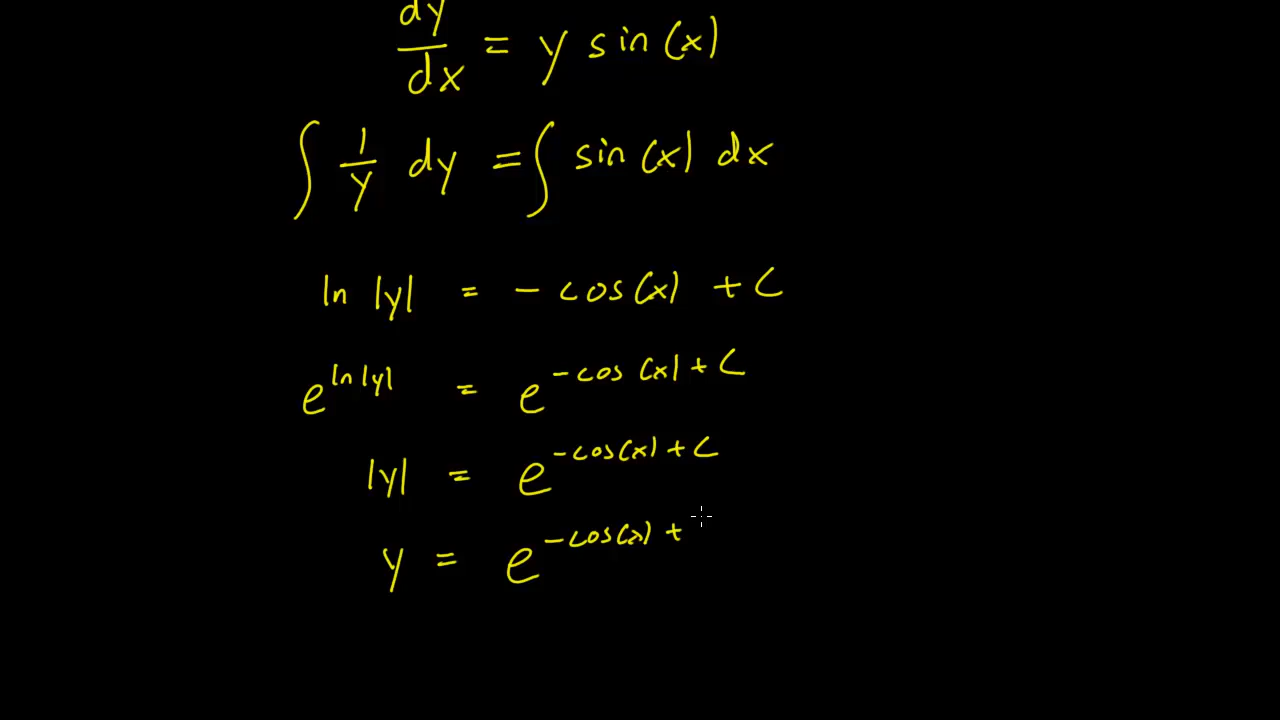 dy/dx = y sin(x)
∫ 1/y dy = ∫ sin(x) dx
ln |y| = - cos(x) + C
e^{ln|y|} = e^{-cos(x) + C}
|y| = e^{-cos(x) + C}
y = e^{-cos(x) +}